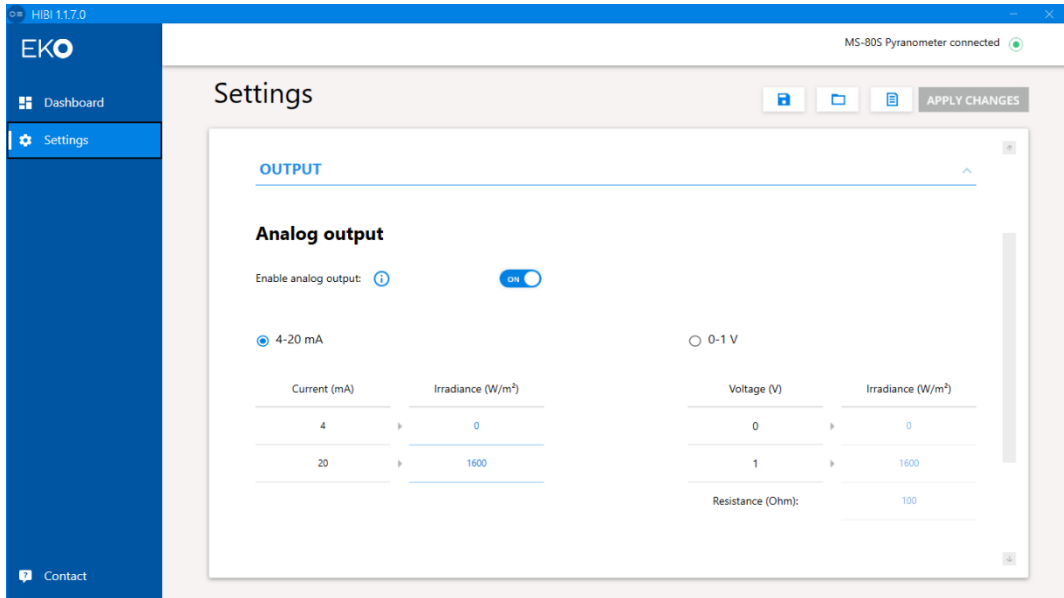 HIBI 1.1.7.0
EKO
MS-80S Pyranometer connected
Dashboard
Settings
Settings
APPLY CHANGES
OUTPUT
Analog output
Enable analog output:
ON
4-20 mA
0-1 V
Current (mA) Irradiance (W/m²) Voltage (V) Irradiance (W/m²)
4 0 0 0
20 1600 1 1600
Resistance (Ohm): 100
Contact